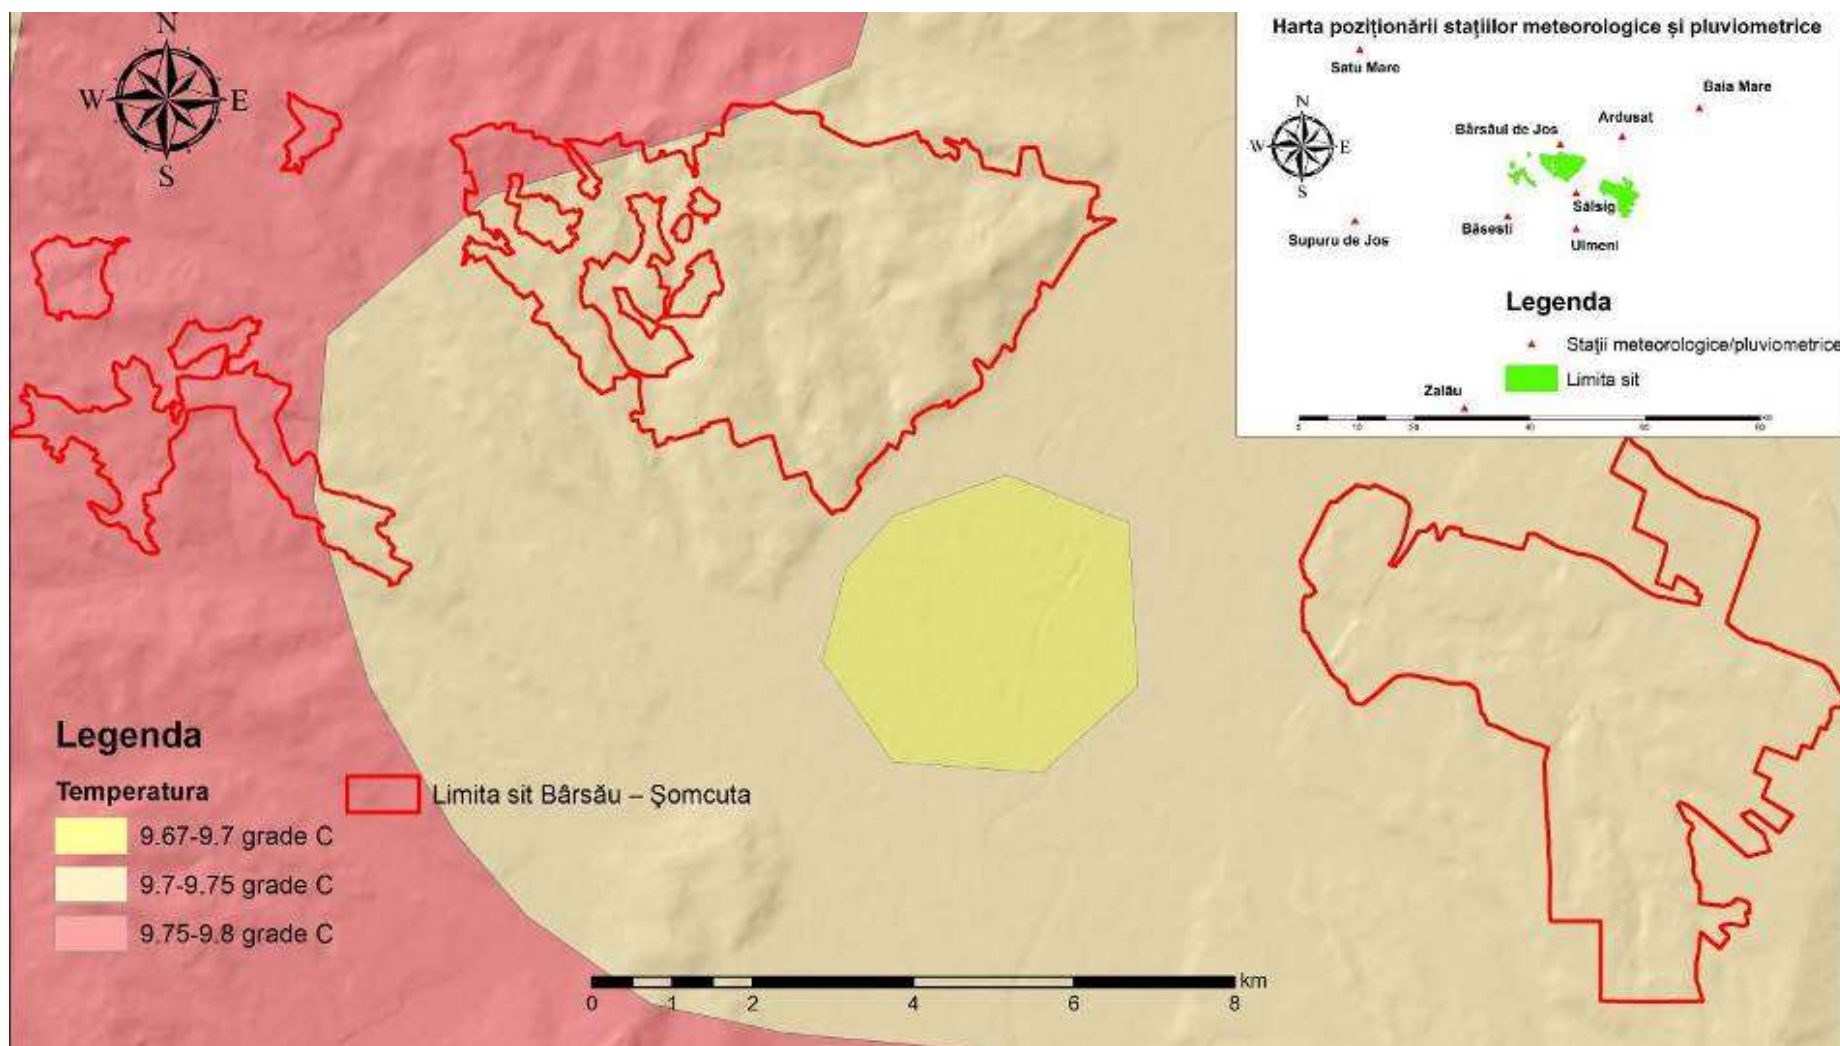 N
W E
S
Harta poziționării stațiilor meteorologice și pluviometrice
Satu Mare
Baia Mare
Ardusat
Bârsăul de Jos
N
W E
S
Sălsig
Băsesti
Ulmeni
Supuru de Jos
Legenda
Stații meteorologice/pluviometrice
Limita sit
Zalău
Legenda
Temperatura
Limita sit Bârsău – Șomcuta
9.67-9.7 grade C
9.7-9.75 grade C
9.75-9.8 grade C
km
0 1 2 4 6 8